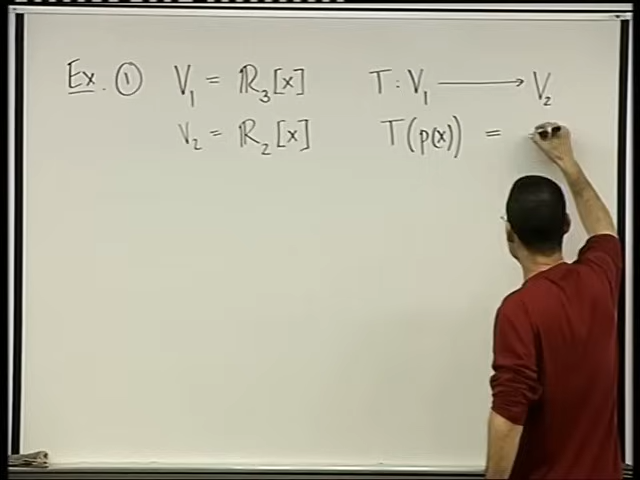 Ex. ① V₁ = ℝ₃[x] T : V₁ ⟶ V₂
V₂ = ℝ₂[x] T(p(x)) =